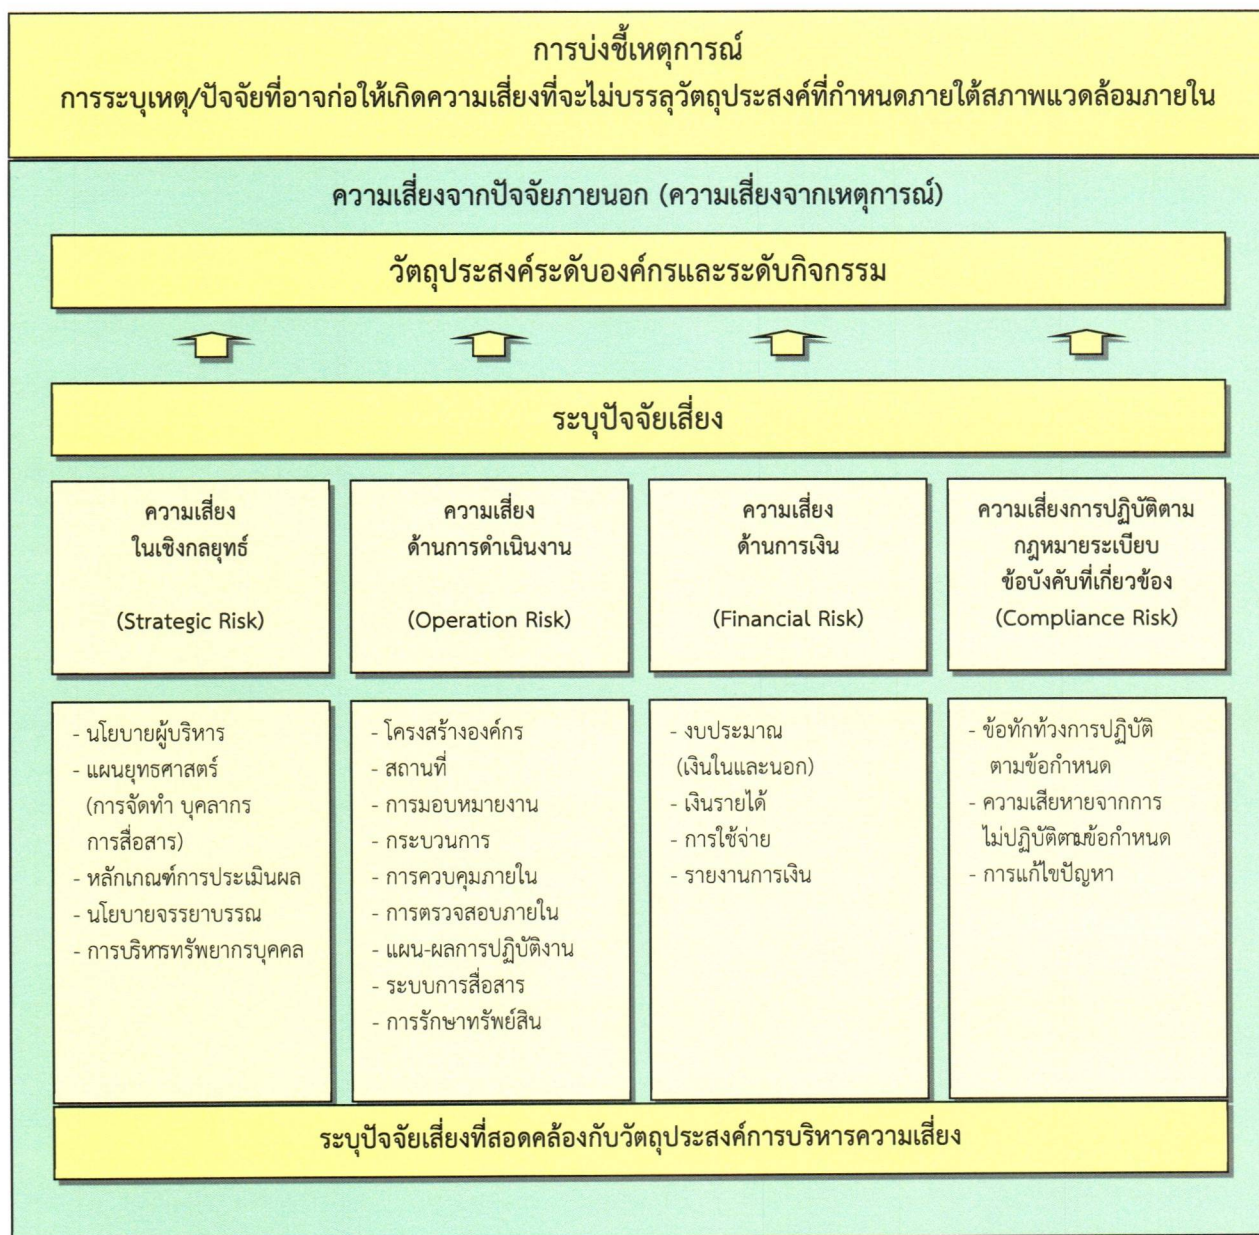 การบ่งชี้เหตุการณ์
การระบุเหตุ/ปัจจัยที่อาจก่อให้เกิดความเสี่ยงที่จะไม่บรรลุวัตถุประสงค์ที่กำหนดภายใต้สภาพแวดล้อมภายใน
ความเสี่ยงจากปัจจัยภายนอก (ความเสี่ยงจากเหตุการณ์)
วัตถุประสงค์ระดับองค์กรและระดับกิจกรรม
ระบุปัจจัยเสี่ยง
ความเสี่ยง
ในเชิงกลยุทธ์
(Strategic Risk)
ความเสี่ยง
ด้านการดำเนินงาน
(Operation Risk)
ความเสี่ยง
ด้านการเงิน
(Financial Risk)
ความเสี่ยงการปฏิบัติตาม
กฎหมายระเบียบ
ข้อบังคับที่เกี่ยวข้อง
(Compliance Risk)
- นโยบายผู้บริหาร
- แผนยุทธศาสตร์
(การจัดทำ บุคลากร
การสื่อสาร)
- หลักเกณฑ์การประเมินผล
- นโยบายจรรยาบรรณ
- การบริหารทรัพยากรบุคคล
- โครงสร้างองค์กร
- สถานที่
- การมอบหมายงาน
- กระบวนการ
- การควบคุมภายใน
- การตรวจสอบภายใน
- แผน-ผลการปฏิบัติงาน
- ระบบการสื่อสาร
- การรักษาทรัพย์สิน
- งบประมาณ
(เงินในและนอก)
- เงินรายได้
- การใช้จ่าย
- รายงานการเงิน
- ข้อทักท้วงการปฏิบัติ
ตามข้อกำหนด
- ความเสียหายจากการ
ไม่ปฏิบัติตามข้อกำหนด
- การแก้ไขปัญหา
ระบุปัจจัยเสี่ยงที่สอดคล้องกับวัตถุประสงค์การบริหารความเสี่ยง